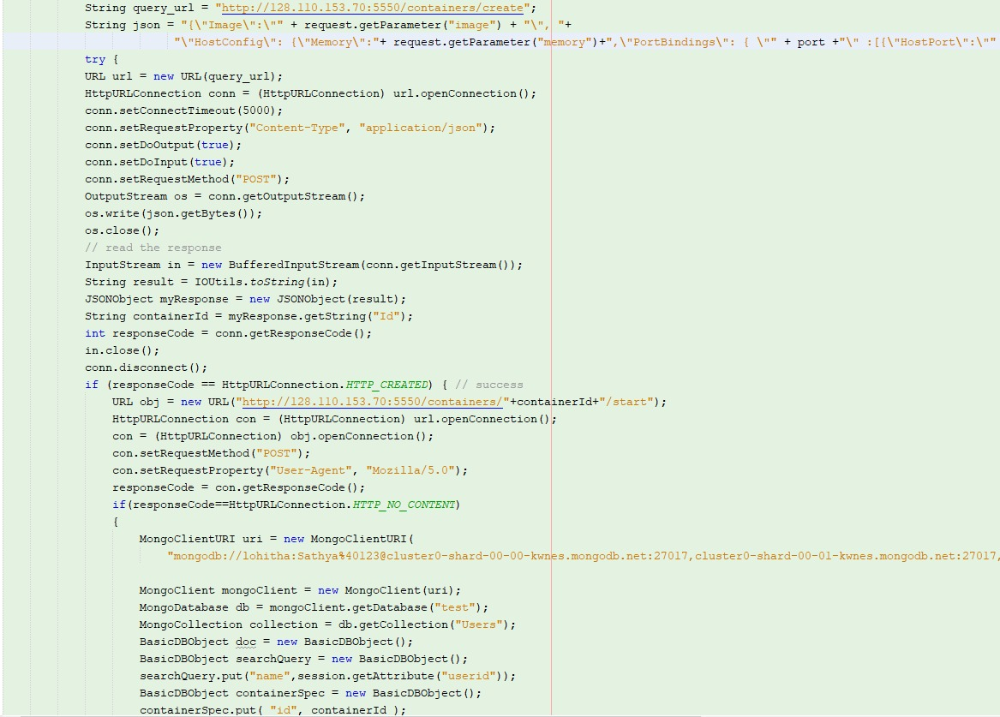 String query_url = "http://128.110.153.70:5550/containers/create";
String json = "{\"Image\":\"" + request.getParameter("image") + "\", "+
"\"HostConfig\": {\"Memory\":"+ request.getParameter("memory")+",\"PortBindings\": { \"" + port +"\" :[{\"HostPort\":\""
try {
URL url = new URL(query_url);
HttpURLConnection conn = (HttpURLConnection) url.openConnection();
conn.setConnectTimeout(5000);
conn.setRequestProperty("Content-Type", "application/json");
conn.setDoOutput(true);
conn.setDoInput(true);
conn.setRequestMethod("POST");
OutputStream os = conn.getOutputStream();
os.write(json.getBytes());
os.close();
// read the response
InputStream in = new BufferedInputStream(conn.getInputStream());
String result = IOUtils.toString(in);
JSONObject myResponse = new JSONObject(result);
String containerId = myResponse.getString("Id");
int responseCode = conn.getResponseCode();
in.close();
conn.disconnect();
if (responseCode == HttpURLConnection.HTTP_CREATED) { // success
URL obj = new URL("http://128.110.153.70:5550/containers/"+containerId+"/start");
HttpURLConnection con = (HttpURLConnection) url.openConnection();
con = (HttpURLConnection) obj.openConnection();
con.setRequestMethod("POST");
con.setRequestProperty("User-Agent", "Mozilla/5.0");
responseCode = con.getResponseCode();
if(responseCode==HttpURLConnection.HTTP_NO_CONTENT)
{
MongoClientURI uri = new MongoClientURI(
"mongodb://lohitha:Sathya%40123@cluster0-shard-00-00-kwnes.mongodb.net:27017,cluster0-shard-00-01-kwnes.mongodb.net:27017,
MongoClient mongoClient = new MongoClient(uri);
MongoDatabase db = mongoClient.getDatabase("test");
MongoCollection collection = db.getCollection("Users");
BasicDBObject doc = new BasicDBObject();
BasicDBObject searchQuery = new BasicDBObject();
searchQuery.put("name",session.getAttribute("userid"));
BasicDBObject containerSpec = new BasicDBObject();
containerSpec.put( "id", containerId );